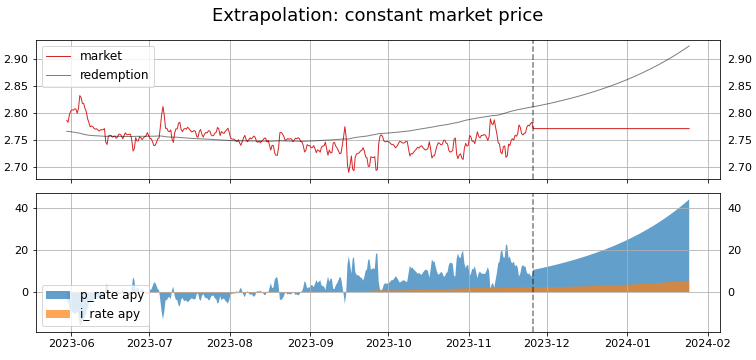 Extrapolation: constant market price
2.90 2.90
market
redemption
2.85 2.85
2.80 2.80
2.75 2.75
2.70 2.70
40 40
20 20
0 0
p_rate apy
i_rate apy
2023-06 2023-07 2023-08 2023-09 2023-10 2023-11 2023-12 2024-01 2024-02